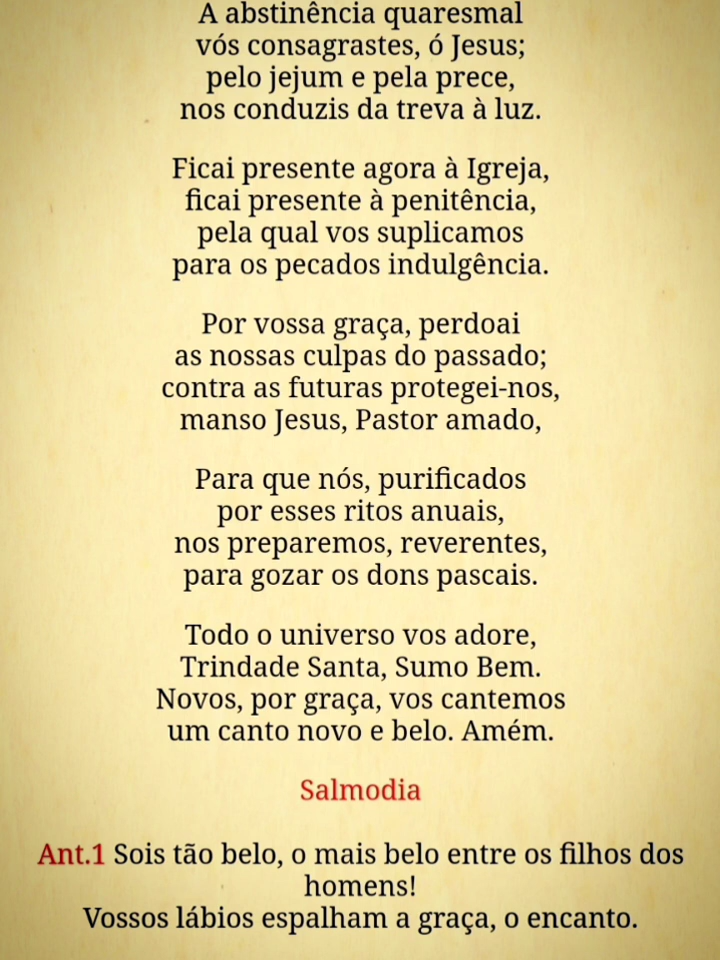 A abstinência quaresmal
vós consagrastes, ó Jesus;
pelo jejum e pela prece,
nos conduzis da treva à luz.
Ficai presente agora à Igreja,
ficai presente à penitência,
pela qual vos suplicamos
para os pecados indulgência.
Por vossa graça, perdoai
as nossas culpas do passado;
contra as futuras protegei-nos,
manso Jesus, Pastor amado,
Para que nós, purificados
por esses ritos anuais,
nos preparemos, reverentes,
para gozar os dons pascais.
Todo o universo vos adore,
Trindade Santa, Sumo Bem.
Novos, por graça, vos cantemos
um canto novo e belo. Amém.
Salmodia
Ant.1 Sois tão belo, o mais belo entre os filhos dos
homens!
Vossos lábios espalham a graça, o encanto.